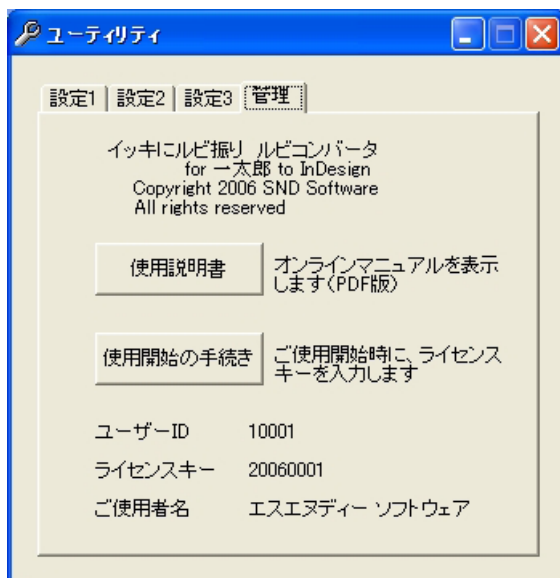 ユーティリティ
設定1 設定2 設定3 管理
イッキにルビ振り ルビコンバータ
for 一太郎 to InDesign
Copyright 2006 SND Software
All rights reserved
使用説明書
オンラインマニュアルを表示
します(PDF版)
使用開始の手続き
ご使用開始時に、ライセンス
キーを入力します
ユーザーID 10001
ライセンスキー 20060001
ご使用者名 エスエヌディー ソフトウェア